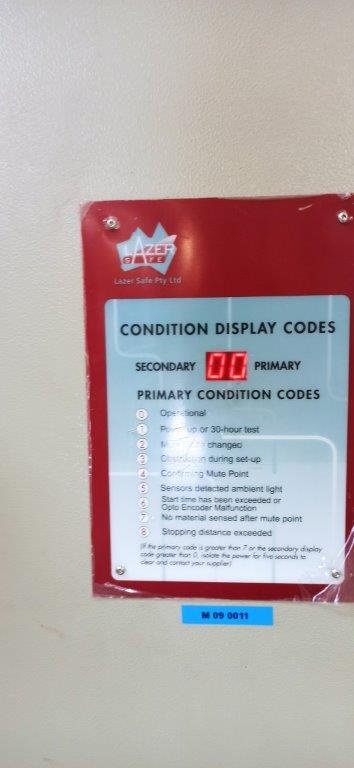 LAZER
SAFE
Lazer Safe Pty Ltd
CONDITION DISPLAY CODES
SECONDARY 00 PRIMARY
PRIMARY CONDITION CODES
0 Operational
1 Power up or 30-hour test
2 changed
3 Obstruction during set-up
4 Confirming Mute Point
5 Sensors detected ambient light
6 Start time has been exceeded or
Opto Encoder Malfunction
7 No material sensed after mute point
8 Stopping distance exceeded
(If the primary code is greater than 7 or the secondary display
code greater than 0, isolate the power for five seconds to
clear and contact your supplier)
M 09 0011